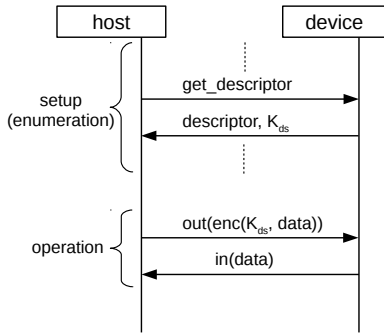 host
device
get_descriptor
setup
(enumeration)
descriptor, K_ds
out(enc(K_ds, data))
operation
in(data)